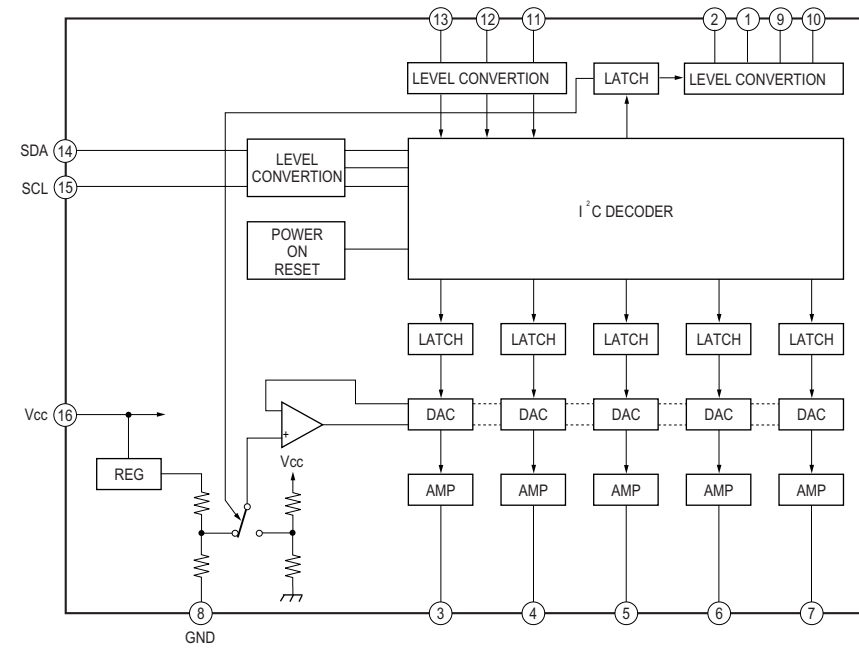 13 12 11 2 1 9 10
LEVEL CONVERTION LATCH LEVEL CONVERTION
SDA 14
SCL 15
LEVEL
CONVERTION
I²C DECODER
POWER
ON
RESET
LATCH LATCH LATCH LATCH LATCH
Vcc 16
DAC DAC DAC DAC DAC
+
Vcc
REG
AMP AMP AMP AMP AMP
8 3 4 5 6 7
GND